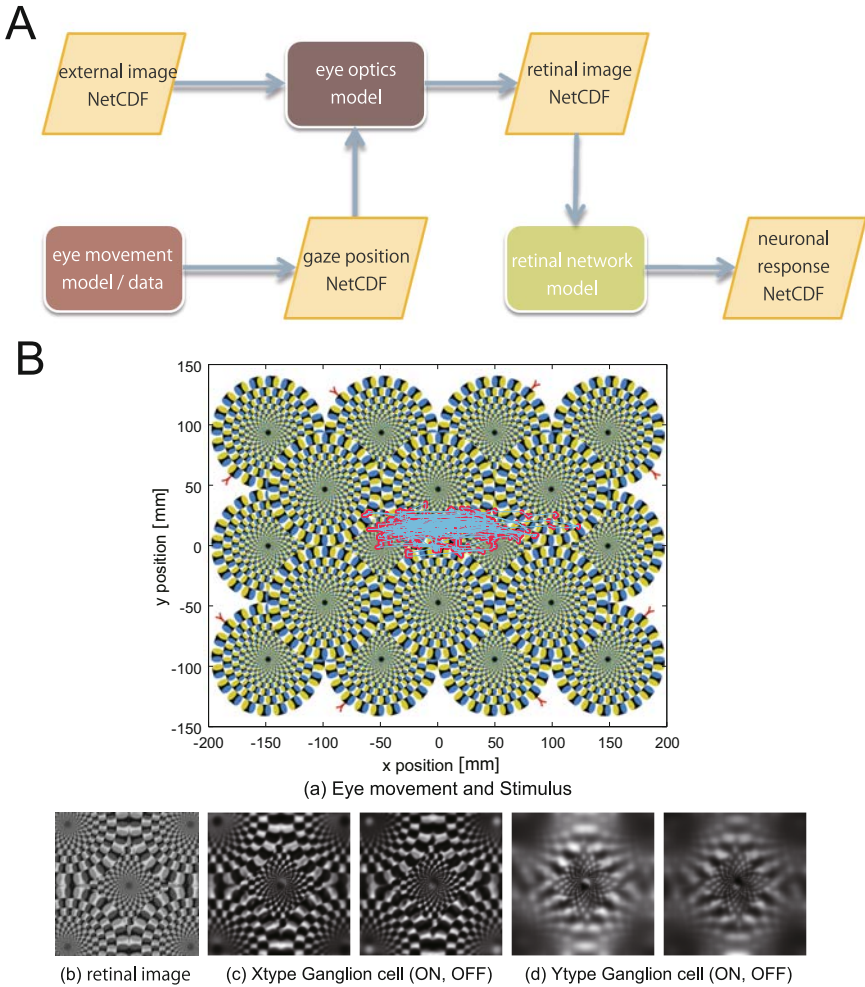 A
external image
NetCDF
eye optics
model
retinal image
NetCDF
eye movement
model / data
gaze position
NetCDF
retinal network
model
neuronal
response
NetCDF
B
150
100
50
0
-50
-100
-150
y position [mm]
-200
-150
-100
-50
0
50
100
150
200
x position [mm]
(a) Eye movement and Stimulus
(b) retinal image
(c) Xtype Ganglion cell (ON, OFF)
(d) Ytype Ganglion cell (ON, OFF)